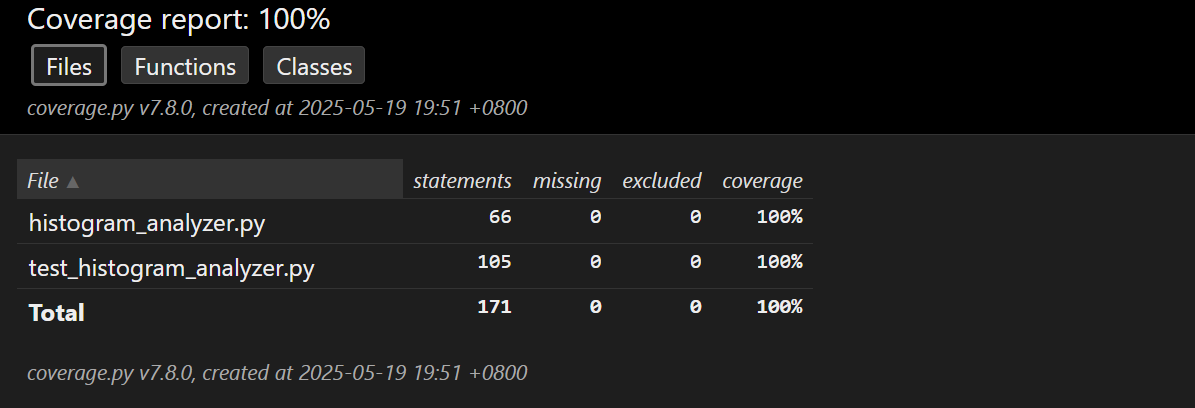 Coverage report: 100%
Files Functions Classes
coverage.py v7.8.0, created at 2025-05-19 19:51 +0800
File ▲ statements missing excluded coverage
histogram_analyzer.py 66 0 0 100%
test_histogram_analyzer.py 105 0 0 100%
Total 171 0 0 100%
coverage.py v7.8.0, created at 2025-05-19 19:51 +0800